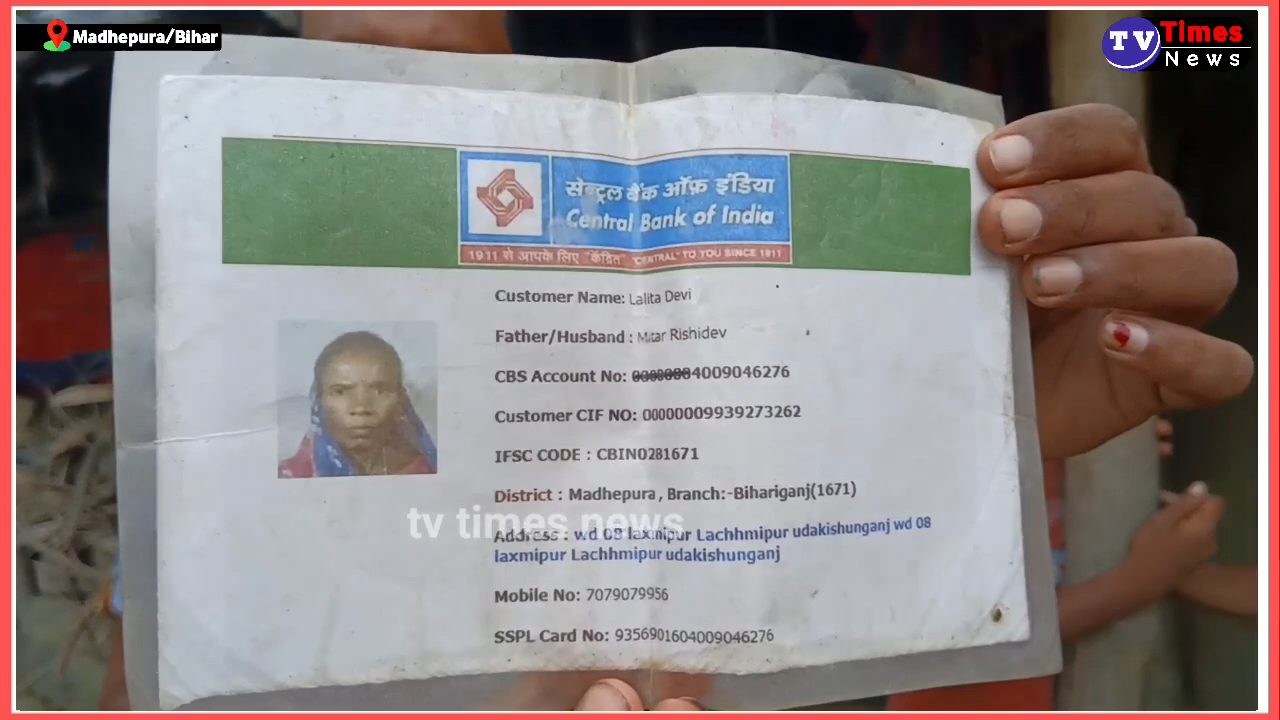 Madhepura/Bihar
TV Times News
सेन्ट्रल बैंक ऑफ़ इंडिया
Central Bank of India
1911 से आपके लिए "केंद्रित" "CENTRAL" TO YOU SINCE 1911
Customer Name: Lalita Devi
Father/Husband : Mitar Rishidev
CBS Account No: 00000004009046276
Customer CIF NO: 00000009939273262
IFSC CODE : CBIN0281671
District : Madhepura , Branch:-Bihariganj(1671)
tv times news
Address : wd 08 laxmipur Lachhmipur udakishunganj wd 08
laxmipur Lachhmipur udakishunganj
Mobile No: 7079079956
SSPL Card No: 9356901604009046276